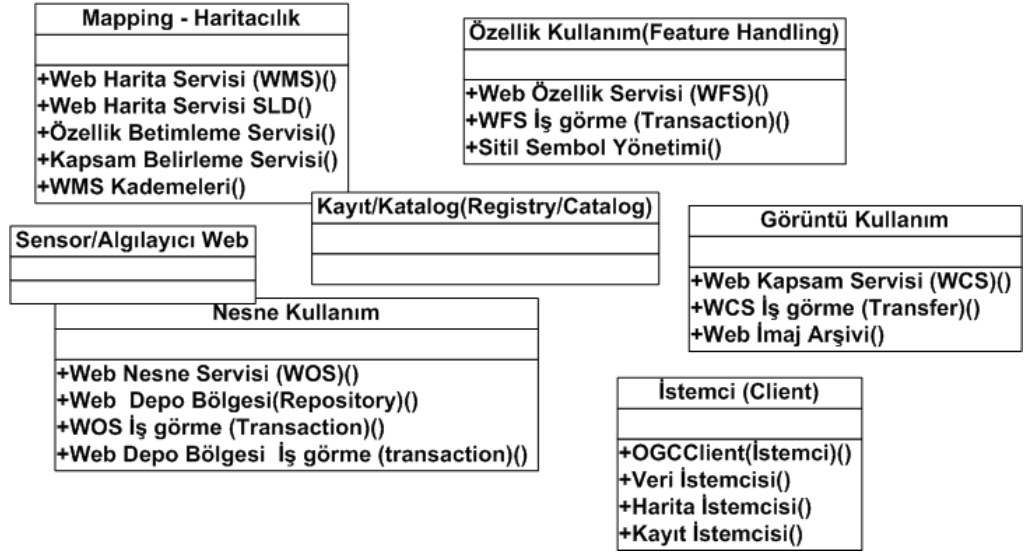 Mapping - Haritacılık
+Web Harita Servisi (WMS)()
+Web Harita Servisi SLD()
+Özellik Betimleme Servisi()
+Kapsam Belirleme Servisi()
+WMS Kademeleri()
Özellik Kullanım(Feature Handling)
+Web Özellik Servisi (WFS)()
+WFS İş görme (Transaction)()
+Sitil Sembol Yönetimi()
Kayıt/Katalog(Registry/Catalog)
Sensor/Algılayıcı Web
Görüntü Kullanım
+Web Kapsam Servisi (WCS)()
+WCS İş görme (Transfer)()
+Web İmaj Arşivi()
Nesne Kullanım
+Web Nesne Servisi (WOS)()
+Web  Depo Bölgesi(Repository)()
+WOS İş görme (Transaction)()
+Web Depo Bölgesi  İş görme (transaction)()
İstemci (Client)
+OGCClient(İstemci)()
+Veri İstemcisi()
+Harita İstemcisi()
+Kayıt İstemcisi()